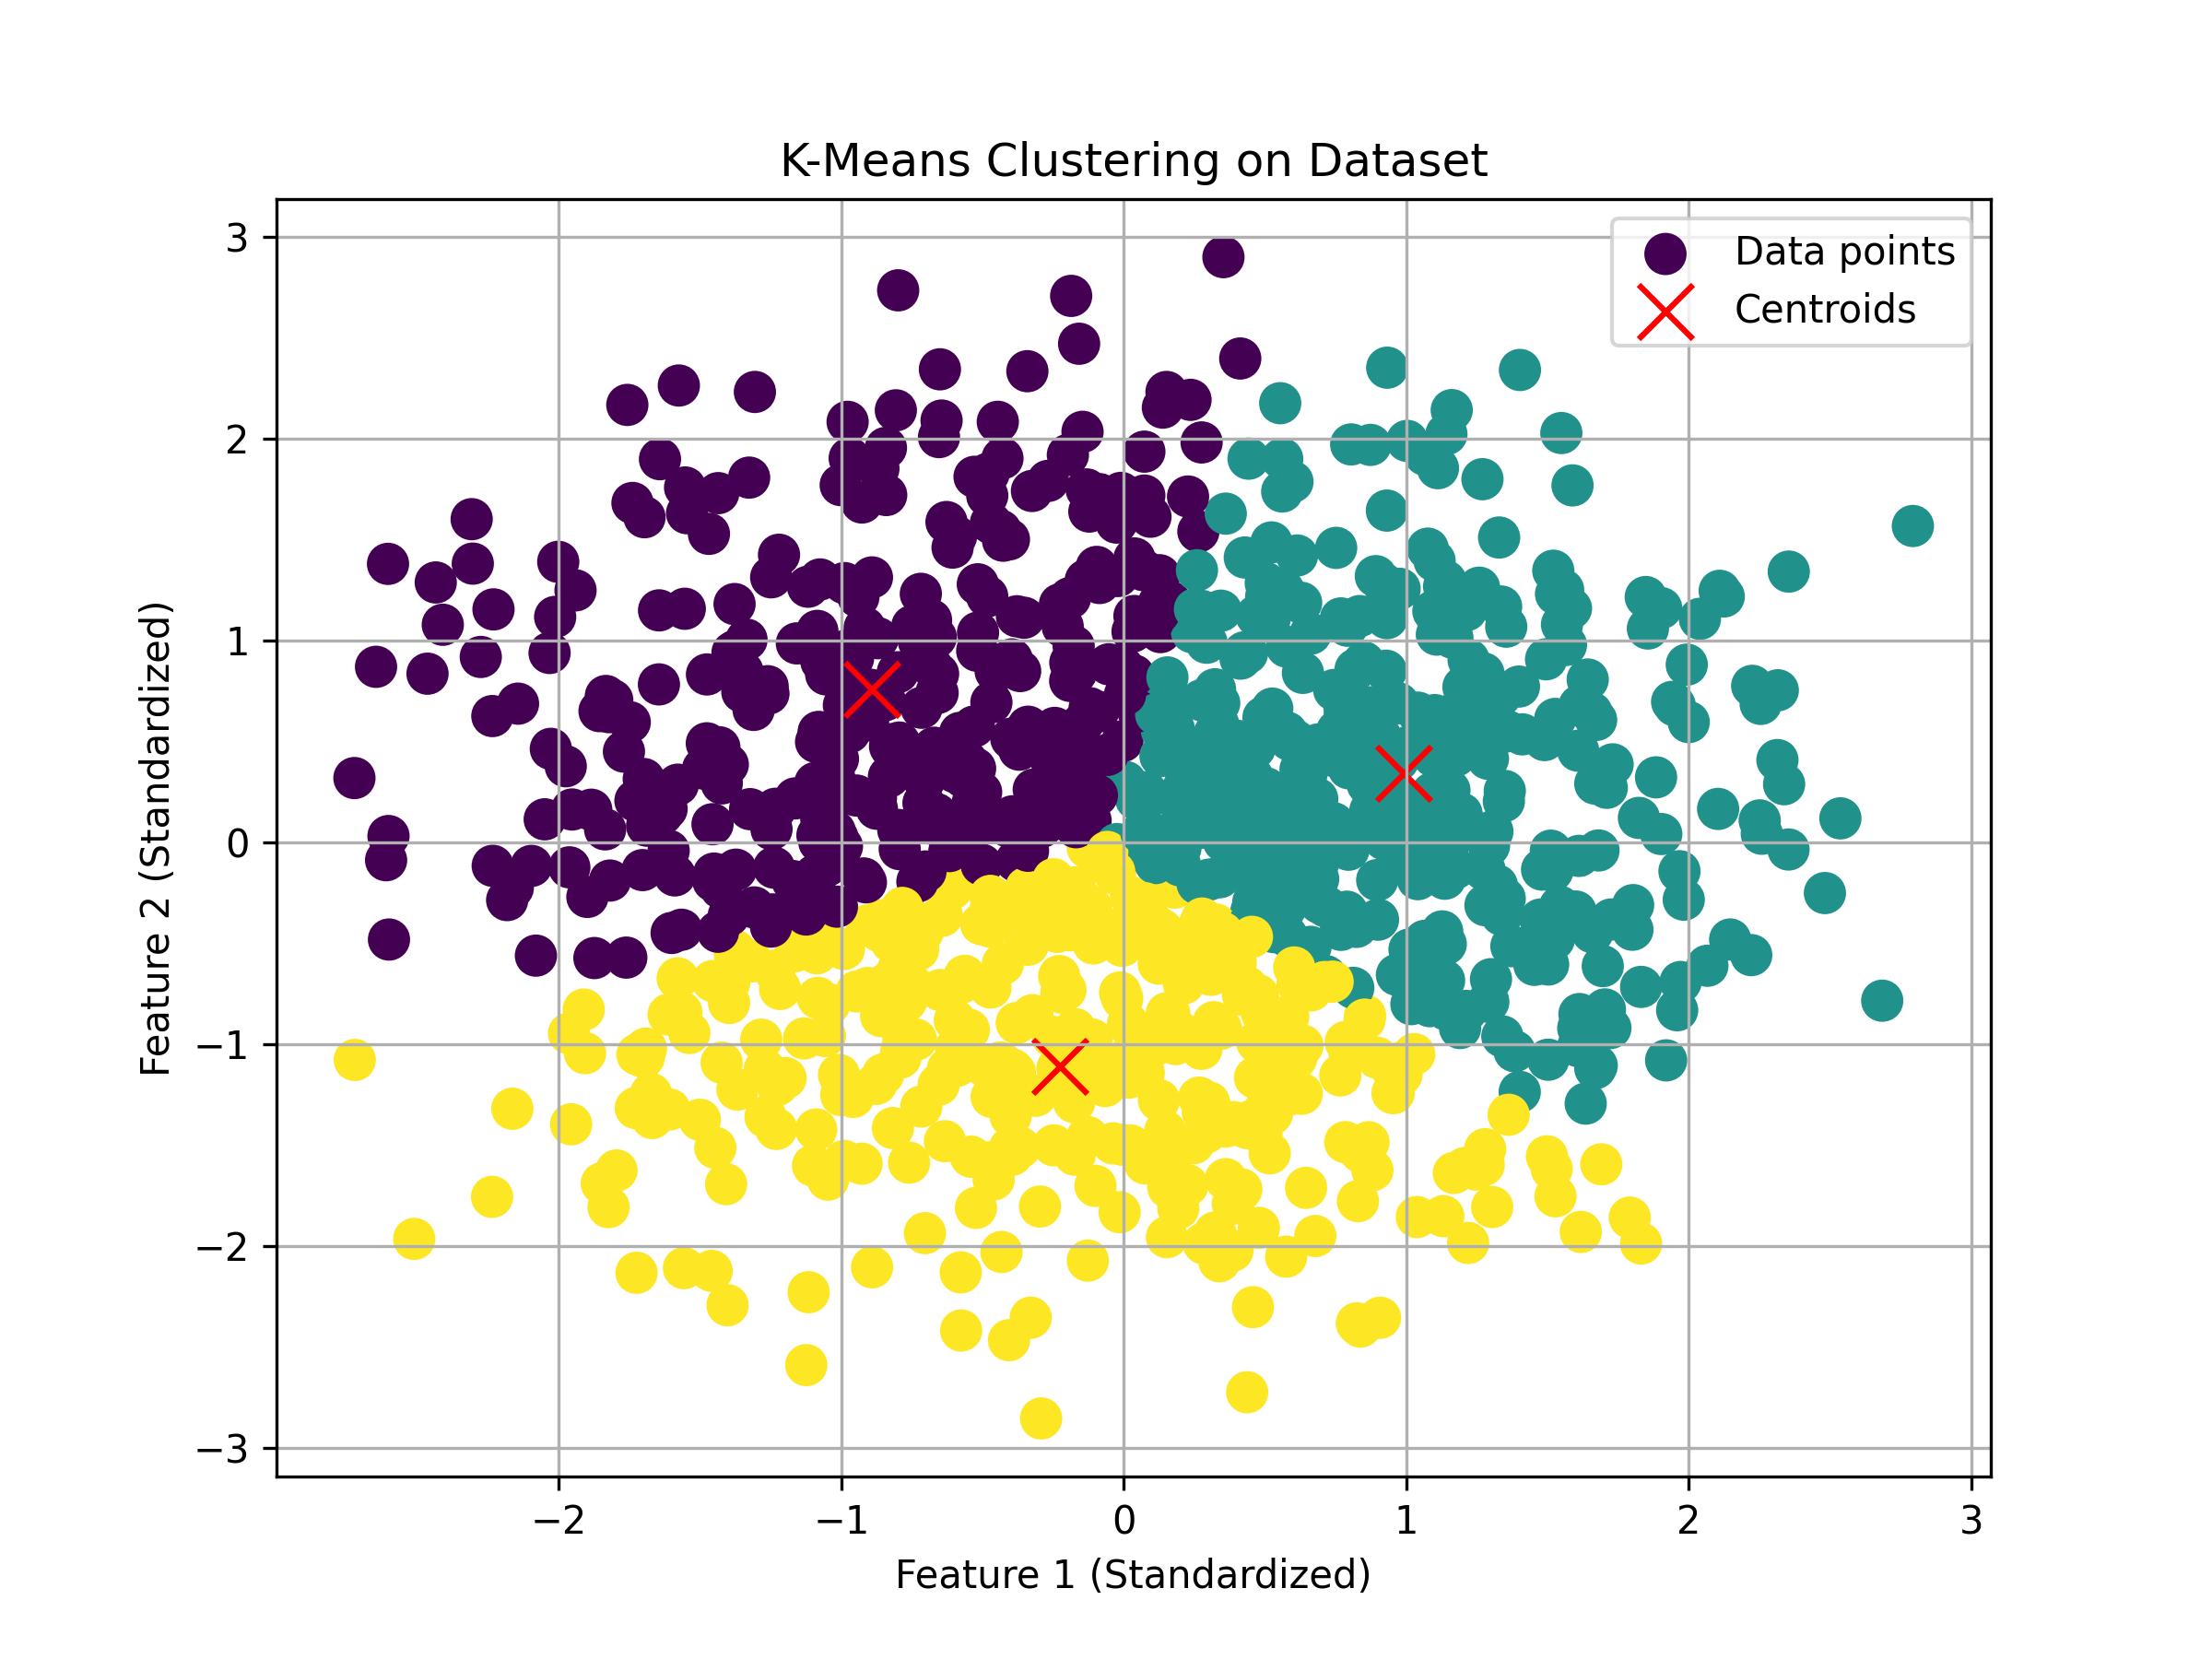 K-Means Clustering on Dataset
Data points
Centroids
Feature 2 (Standardized)
3
2
1
0
−1
−2
−3
−2
−1
0
1
2
3
Feature 1 (Standardized)